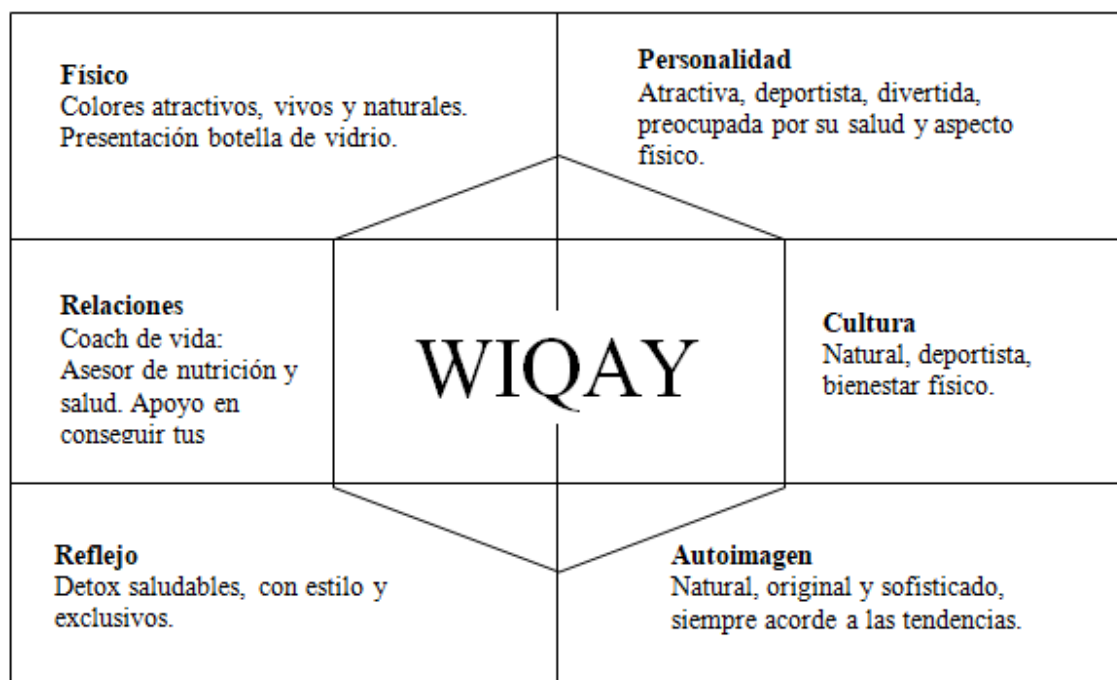 Físico
Colores atractivos, vivos y naturales.
Presentación botella de vidrio.
Personalidad
Atractiva, deportista, divertida,
preocupada por su salud y aspecto
físico.
Relaciones
Coach de vida:
Asesor de nutrición y
salud. Apoyo en
conseguir tus
WIQAY
Cultura
Natural, deportista,
bienestar físico.
Reflejo
Detox saludables, con estilo y
exclusivos.
Autoimagen
Natural, original y sofisticado,
siempre acorde a las tendencias.